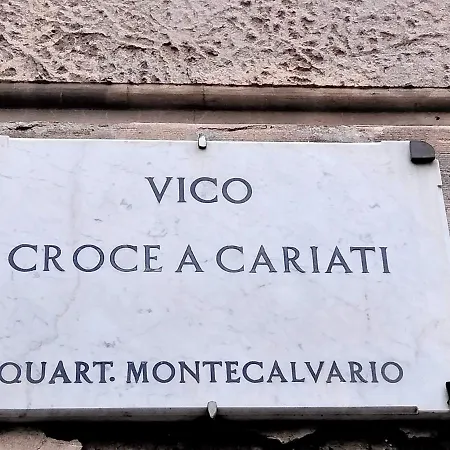 VICO
CROCE A CARIATI
QUART. MONTECALVARIO